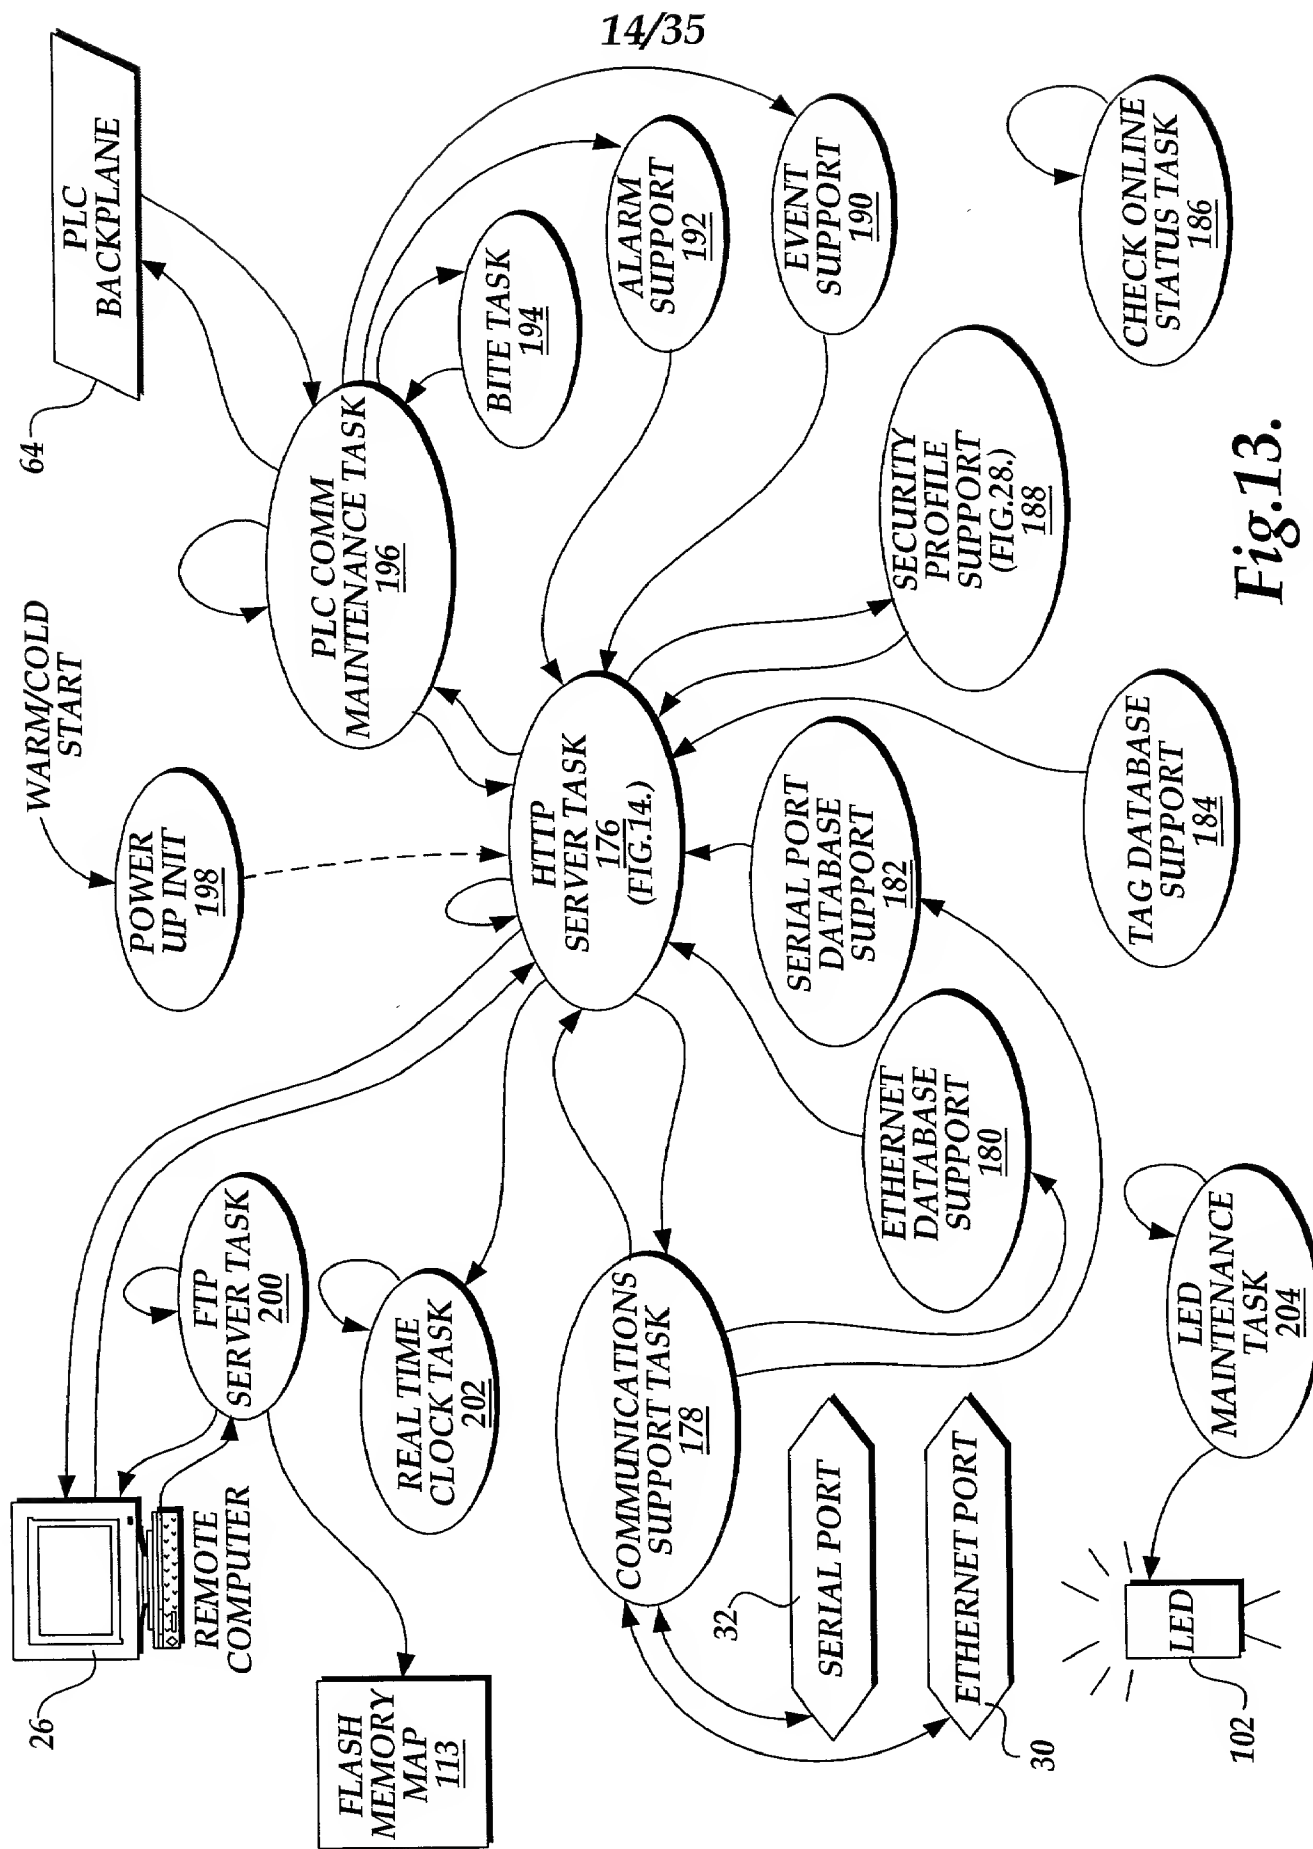 14/35
PLC
BACKPLANE
64
WARM/COLD
START
POWER
UP INIT
198
PLC COMM
MAINTENANCE TASK
196
BITE TASK
194
ALARM
SUPPORT
192
EVENT
SUPPORT
190
CHECK ONLINE
STATUS TASK
186
SECURITY
PROFILE
SUPPORT
(FIG.28.)
188
HTTP
SERVER TASK
176
(FIG.14.)
26
REMOTE
COMPUTER
FTP
SERVER TASK
200
REAL TIME
CLOCK TASK
202
FLASH
MEMORY
MAP
113
COMMUNICATIONS
SUPPORT TASK
178
SERIAL PORT
DATABASE
SUPPORT
182
ETHERNET
DATABASE
SUPPORT
180
TAG DATABASE
SUPPORT
184
32
SERIAL PORT
ETHERNET PORT
30
LED
MAINTENANCE
TASK
204
LED
102
Fig.13.